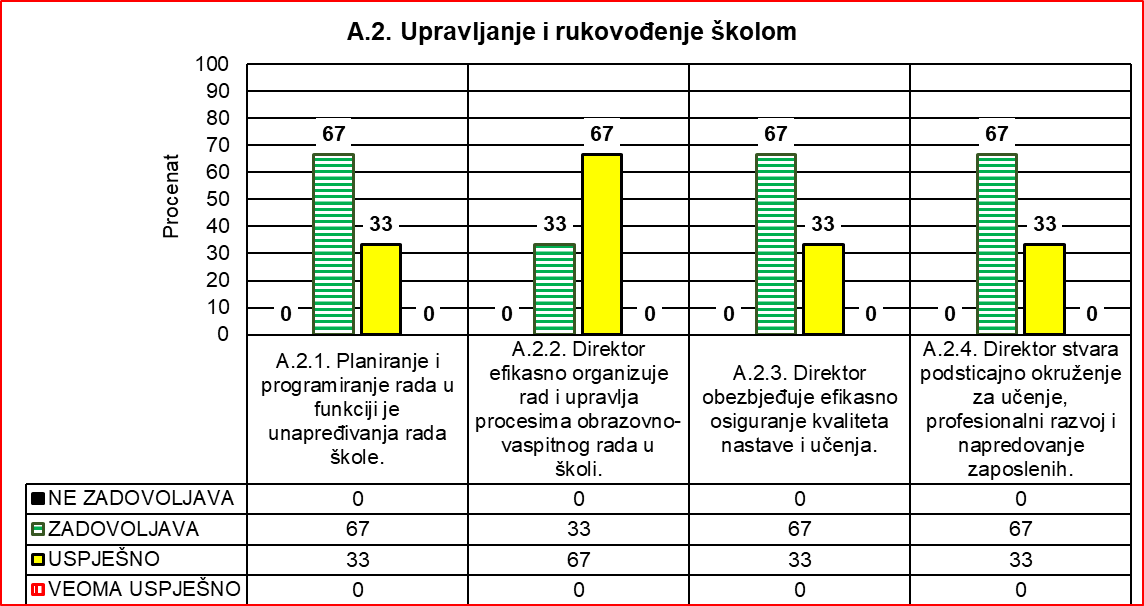 A.2. Upravljanje i rukovođenje školom
Procenat
100
90
80
70
60
50
40
30
20
10
0
0 67 33 0
0 33 67 0
0 67 33 0
0 67 33 0
A.2.1. Planiranje i
programiranje rada u
funkciji je
unapređivanja rada
škole.
A.2.2. Direktor
efikasno organizuje
rad i upravlja
procesima obrazovno-
vaspitnog rada u
školi.
A.2.3. Direktor
obezbjeđuje efikasno
osiguranje kvaliteta
nastave i učenja.
A.2.4. Direktor stvara
podsticajno okruženje
za učenje,
profesionalni razvoj i
napredovanje
zaposlenih.
NE ZADOVOLJAVA 0 0 0 0
ZADOVOLJAVA 67 33 67 67
USPJEŠNO 33 67 33 33
VEOMA USPJEŠNO 0 0 0 0